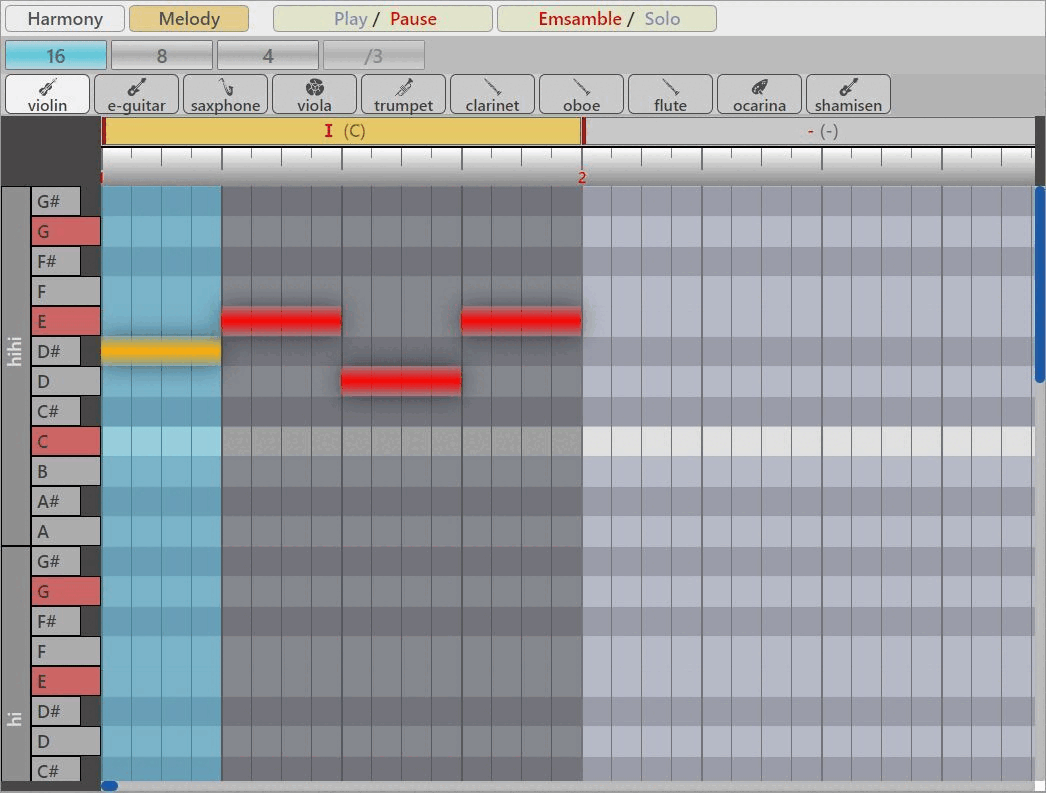 Harmony Melody Play / Pause Emsamble / Solo
16 8 4 /3
violin e-guitar saxphone viola trumpet clarinet oboe flute ocarina shamisen
I (C) - (-)
1 2
hihi
G#
G
F#
F
E
D#
D
C#
C
B
A#
A
hi
G#
G
F#
F
E
D#
D
C#